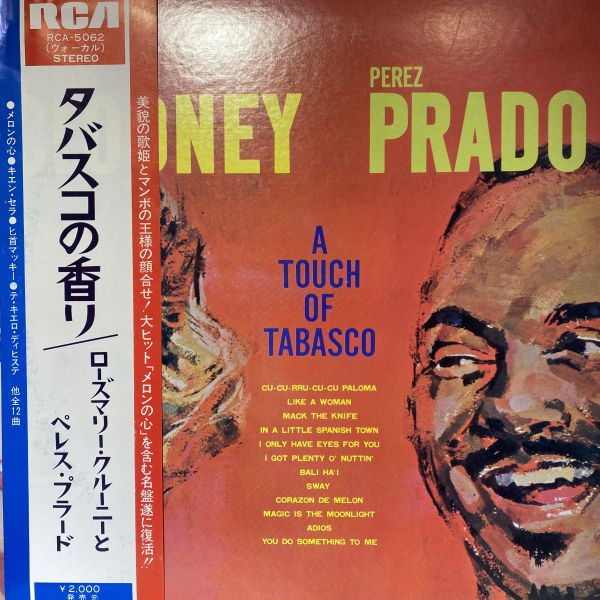 RCA
RCA-5062
(ヴォーカル)
STEREO
タバスコの香り/ローズマリー・クルーニーと
ペレス・プラード
●メロンの心●キエン・セラ●匕首マッキー●テ・キエロ・ディヒステ 他全12曲
美貌の歌姫とマンボの王様の顔合せ!大ヒット「メロンの心」を含む名盤遂に復活!!
¥2,000
発売元
ONEY
PEREZ
PRADO
A
TOUCH
OF
TABASCO
CU-CU-RRU-CU-CU PALOMA
LIKE A WOMAN
MACK THE KNIFE
IN A LITTLE SPANISH TOWN
I ONLY HAVE EYES FOR YOU
I GOT PLENTY O' NUTTIN'
BALI HA'I
SWAY
CORAZON DE MELON
MAGIC IS THE MOONLIGHT
ADIOS
YOU DO SOMETHING TO ME